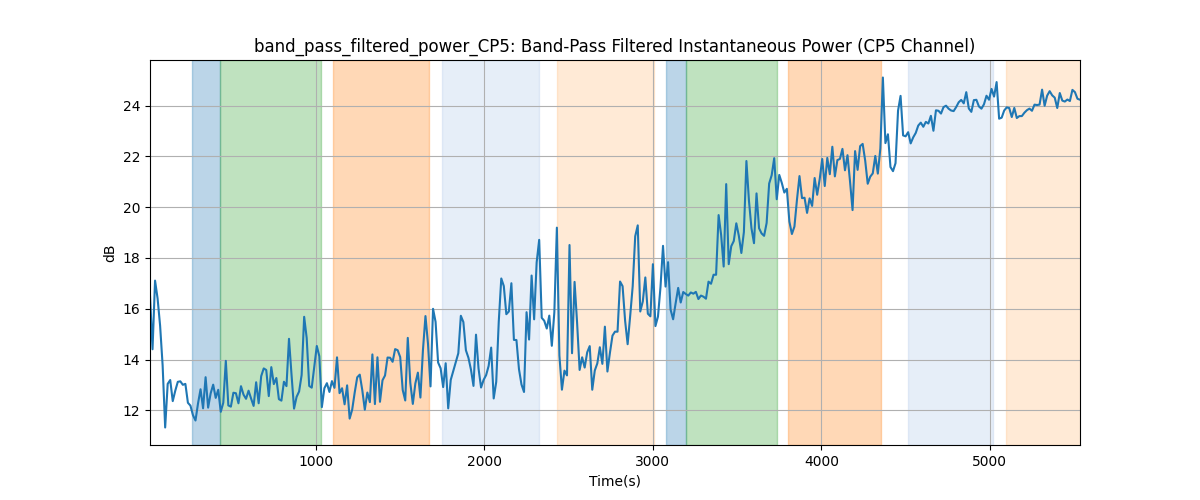 band_pass_filtered_power_CP5: Band-Pass Filtered Instantaneous Power (CP5 Channel)
dB
24
22
20
18
16
14
12
1000 2000 3000 4000 5000
Time(s)